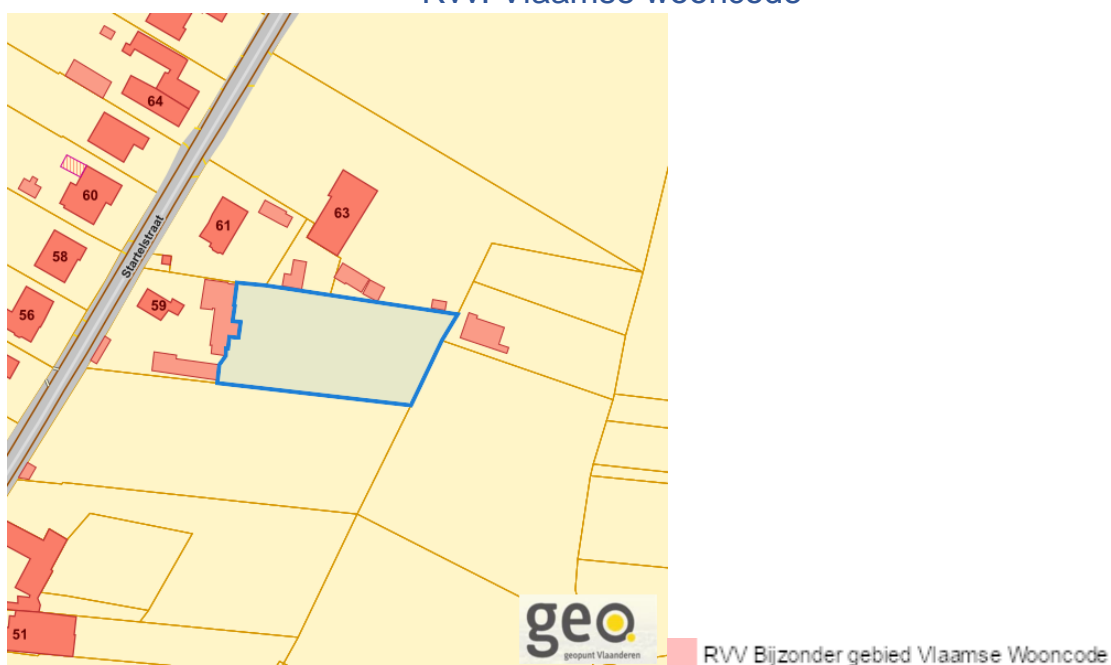 RVV: Vlaamse wooncode
64
60
63
61
58
Startelstraat
59
56
51
geo.
geopunt Vlaanderen
RVV Bijzonder gebied Vlaamse Wooncode